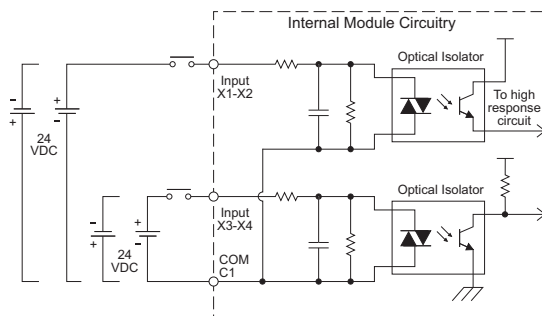 Internal Module Circuitry
Optical Isolator
Input
X1-X2
To high
response
circuit
- +
+ -
24
VDC
Optical Isolator
Input
X3-X4
- +
+ -
24
VDC
COM
C1